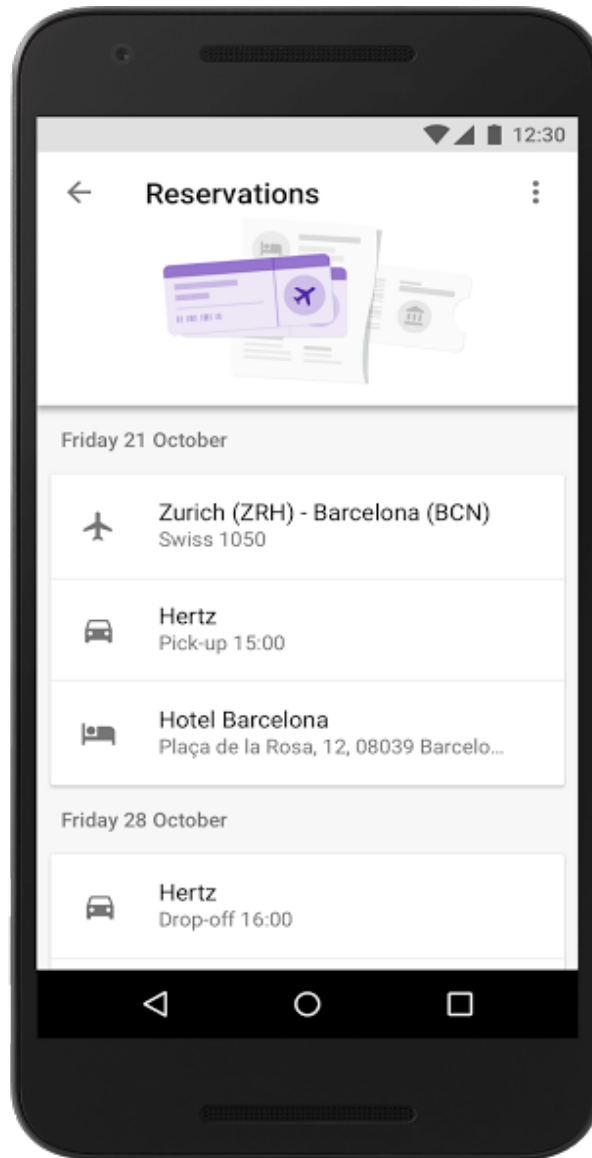 12:30
Reservations
Friday 21 October
Zurich (ZRH) - Barcelona (BCN)
Swiss 1050
Hertz
Pick-up 15:00
Hotel Barcelona
Plaça de la Rosa, 12, 08039 Barcelo...
Friday 28 October
Hertz
Drop-off 16:00